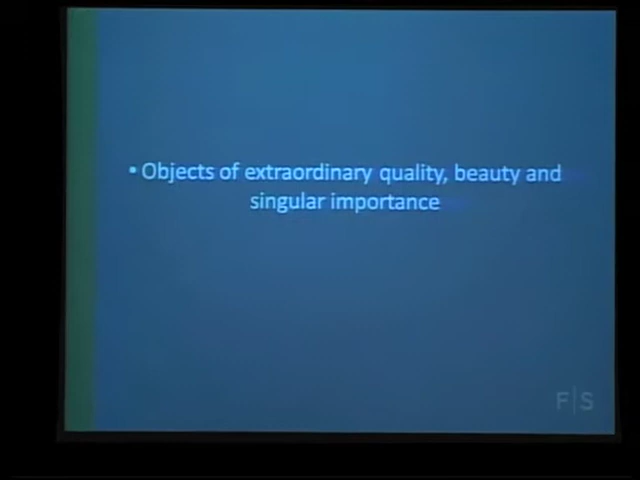 • Objects of extraordinary quality, beauty and
singular importance
F|S